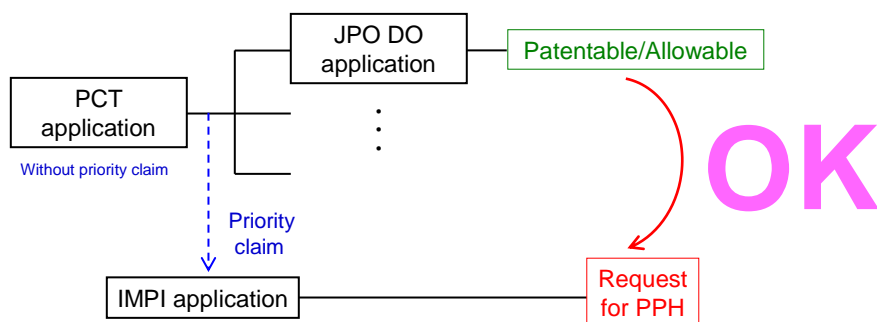 JPO DO
application
Patentable/Allowable
PCT
application
OK
Without priority claim
Priority
claim
IMPI application
Request
for PPH